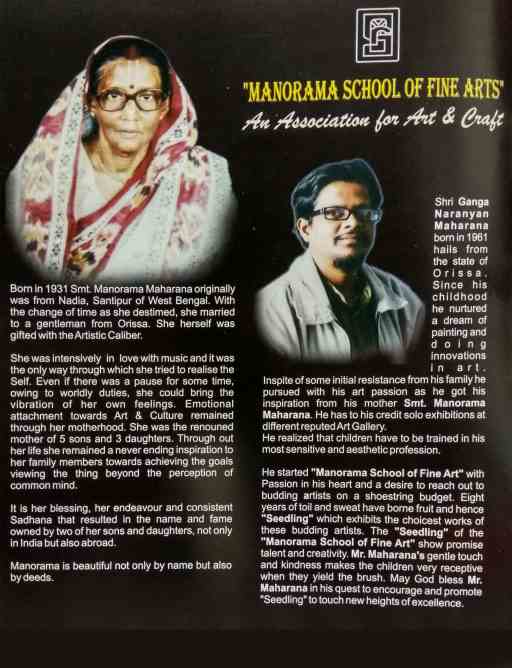 "MANORAMA SCHOOL OF FINE ARTS"
An Association for Art & Craft
Born in 1931 Smt. Manorama Maharana originally
was from Nadia, Santipur of West Bengal. With
the change of time as she destimed, she married
to a gentleman from Orissa. She herself was
gifted with the Artistic Caliber.
She was intensively in love with music and it was
the only way through which she tried to realise the
Self. Even if there was a pause for some time,
owing to worldly duties, she could bring the
vibration of her own feelings. Emotional
attachment towards Art & Culture remained
through her motherhood. She was the renouned
mother of 5 sons and 3 daughters. Through out
her life she remained a never ending inspiration to
her family members towards achieving the goals
viewing the thing beyond the perception of
common mind.
It is her blessing, her endeavour and consistent
Sadhana that resulted in the name and fame
owned by two of her sons and daughters, not only
in India but also abroad.
Manorama is beautiful not only by name but also
by deeds.
Shri Ganga
Naranyan
Maharana
born in 1961
hails from
the state of
Orissa.
Since his
childhood
he nurtured
a dream of
painting and
doing
innovations
in art.
Inspite of some initial resistance from his family he
pursued with his art passion as he got his
inspiration from his mother Smt. Manorama
Maharana. He has to his credit solo exhibitions at
different reputed Art Gallery.
He realized that children have to be trained in his
most sensitive and aesthetic profession.
He started "Manorama School of Fine Art" with
Passion in his heart and a desire to reach out to
budding artists on a shoestring budget. Eight
years of toil and sweat have borne fruit and hence
"Seedling" which exhibits the choicest works of
these budding artists. The "Seedling" of the
"Manorama School of Fine Art" show promise
talent and creativity. Mr. Maharana's gentle touch
and kindness makes the children very receptive
when they yield the brush. May God bless Mr.
Maharana in his quest to encourage and promote
"Seedling" to touch new heights of excellence.